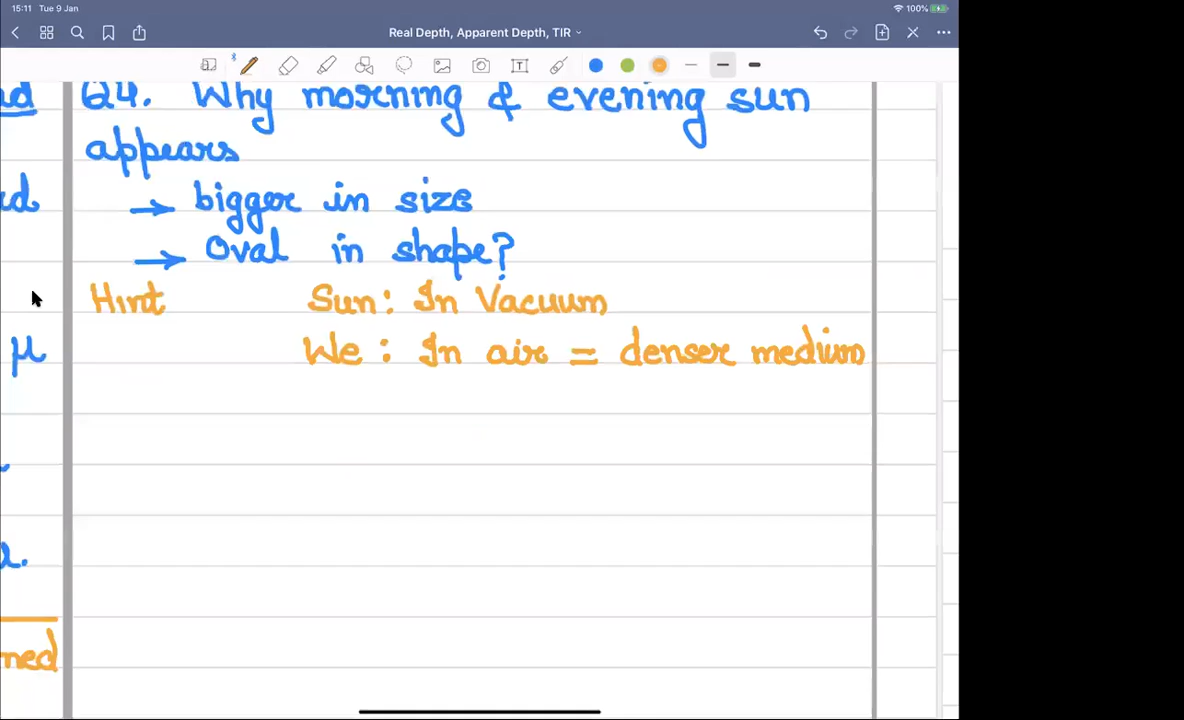 15:11 Tue 9 Jan
100%
Real Depth, Apparent Depth, TIR
Q4. Why morning & evening sun
appears
→ bigger in size
→ Oval in shape?
Hint Sun: In Vacuum
We: In air = denser medium
μ
med